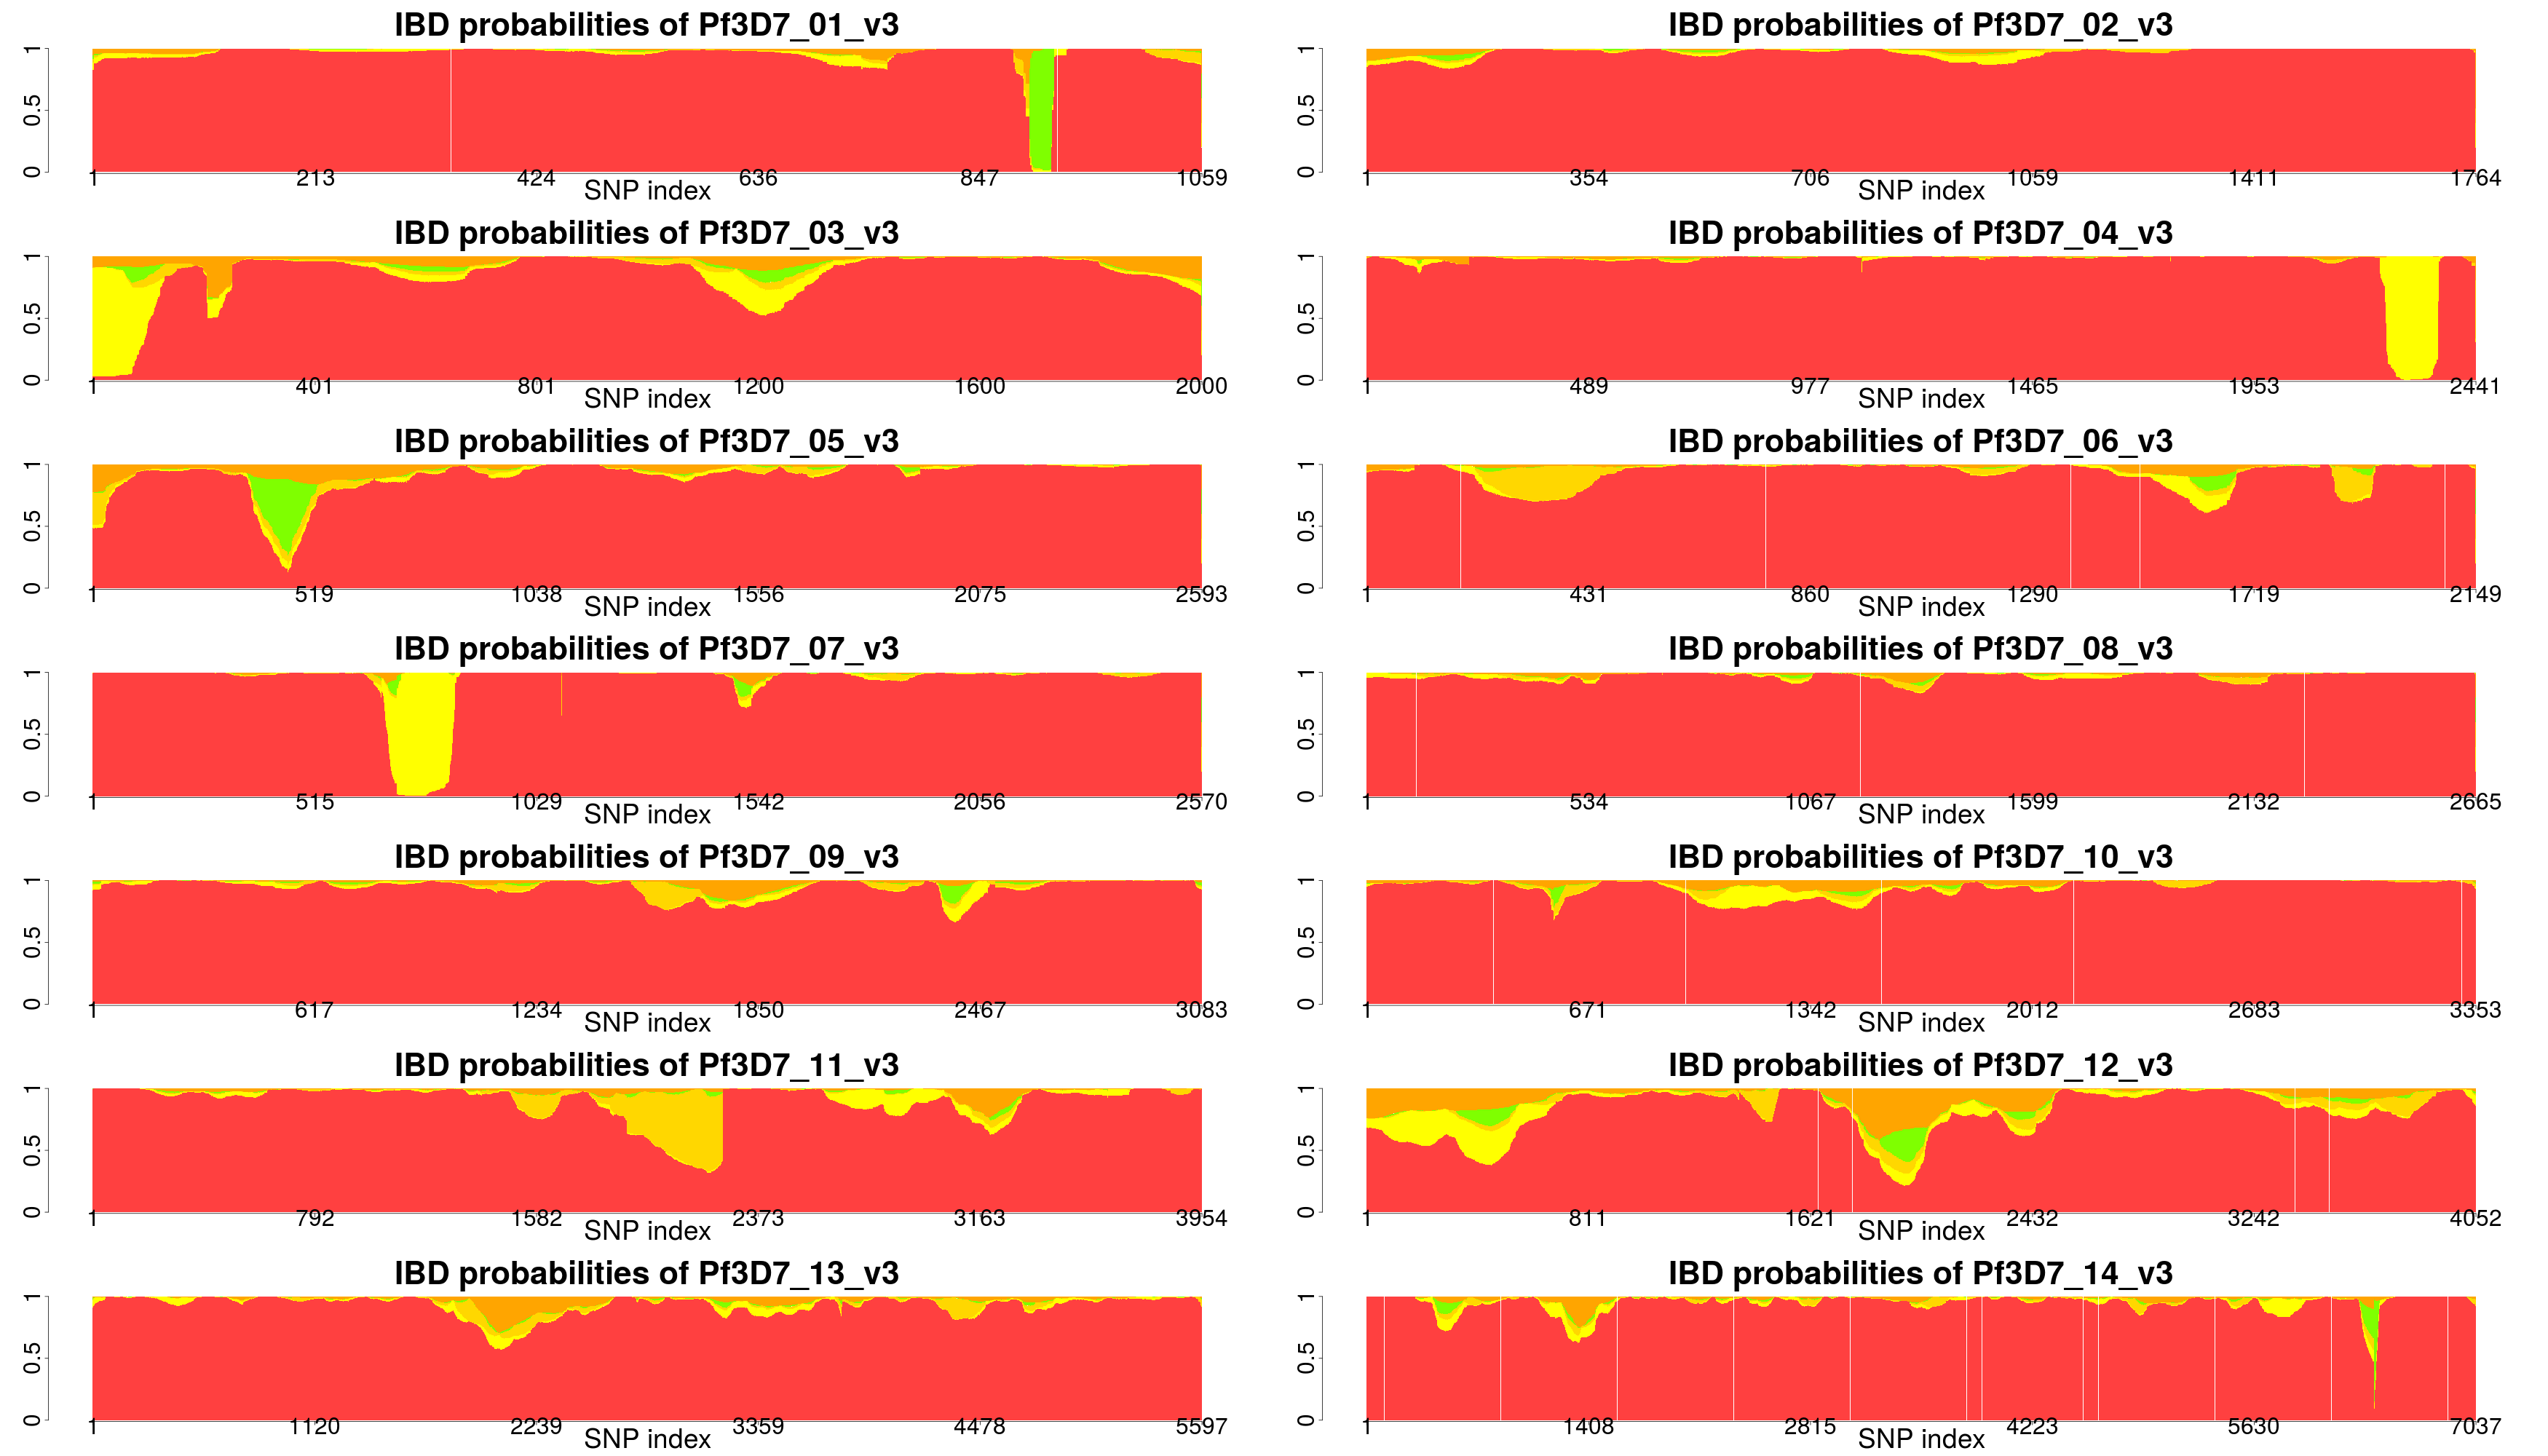 IBD probabilities of Pf3D7_01_v3
0 0.5 1
1 213 424 636 847 1059
SNP index
IBD probabilities of Pf3D7_02_v3
0 0.5 1
1 354 706 1059 1411 1764
SNP index
IBD probabilities of Pf3D7_03_v3
0 0.5 1
1 401 801 1200 1600 2000
SNP index
IBD probabilities of Pf3D7_04_v3
0 0.5 1
1 489 977 1465 1953 2441
SNP index
IBD probabilities of Pf3D7_05_v3
0 0.5 1
1 519 1038 1556 2075 2593
SNP index
IBD probabilities of Pf3D7_06_v3
0 0.5 1
1 431 860 1290 1719 2149
SNP index
IBD probabilities of Pf3D7_07_v3
0 0.5 1
1 515 1029 1542 2056 2570
SNP index
IBD probabilities of Pf3D7_08_v3
0 0.5 1
1 534 1067 1599 2132 2665
SNP index
IBD probabilities of Pf3D7_09_v3
0 0.5 1
1 617 1234 1850 2467 3083
SNP index
IBD probabilities of Pf3D7_10_v3
0 0.5 1
1 671 1342 2012 2683 3353
SNP index
IBD probabilities of Pf3D7_11_v3
0 0.5 1
1 792 1582 2373 3163 3954
SNP index
IBD probabilities of Pf3D7_12_v3
0 0.5 1
1 811 1621 2432 3242 4052
SNP index
IBD probabilities of Pf3D7_13_v3
0 0.5 1
1 1120 2239 3359 4478 5597
SNP index
IBD probabilities of Pf3D7_14_v3
0 0.5 1
1 1408 2815 4223 5630 7037
SNP index